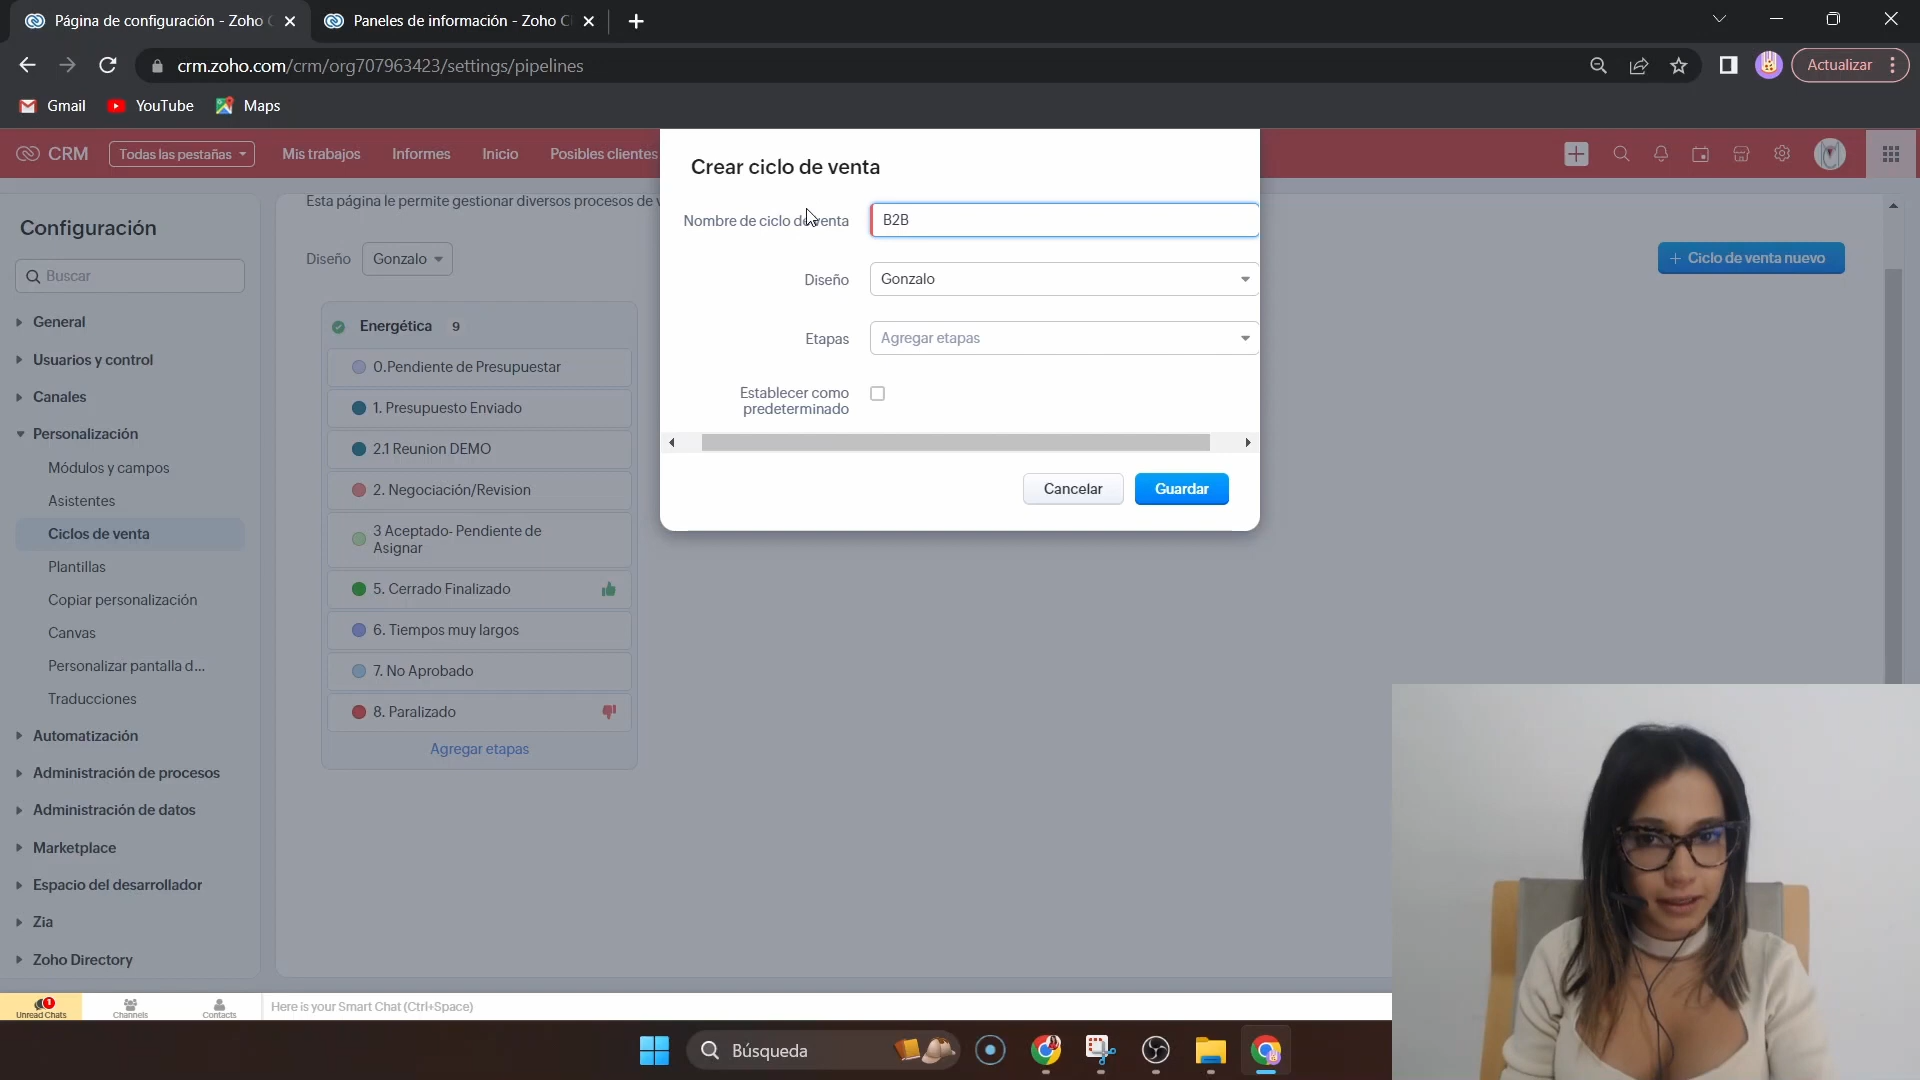 Página de configuración - Zoho
Paneles de información - Zoho C
crm.zoho.com/crm/org707963423/settings/pipelines
Actualizar
Gmail
YouTube
Maps
CRM
Todas las pestañas
Mis trabajos
Informes
Inicio
Posibles clientes
Configuración
Buscar
General
Usuarios y control
Canales
Personalización
Módulos y campos
Asistentes
Ciclos de venta
Plantillas
Copiar personalización
Canvas
Personalizar pantalla d...
Traducciones
Automatización
Administración de procesos
Administración de datos
Marketplace
Espacio del desarrollador
Zia
Zoho Directory
Esta página le permite gestionar diversos procesos de
Diseño
Gonzalo
+ Ciclo de venta nuevo
Energética 9
0.Pendiente de Presupuestar
1. Presupuesto Enviado
2.1 Reunion DEMO
2. Negociación/Revision
3 Aceptado- Pendiente de
Asignar
5. Cerrado Finalizado
6. Tiempos muy largos
7. No Aprobado
8. Paralizado
Agregar etapas
Crear ciclo de venta
Nombre de ciclo de venta
B2B
Diseño
Gonzalo
Etapas
Agregar etapas
Establecer como
predeterminado
Cancelar
Guardar
1
Unread Chats
Channels
Contacts
Here is your Smart Chat (Ctrl+Space)
Búsqueda